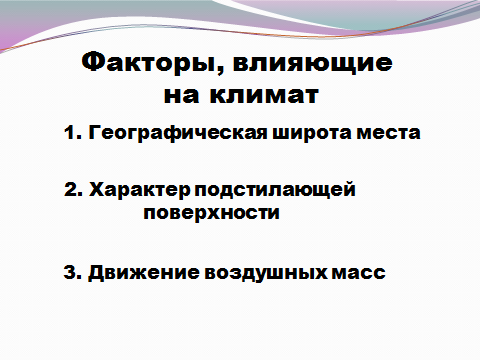 Факторы, влияющие
на климат
1. Географическая широта места
2. Характер подстилающей
поверхности
3. Движение воздушных масс